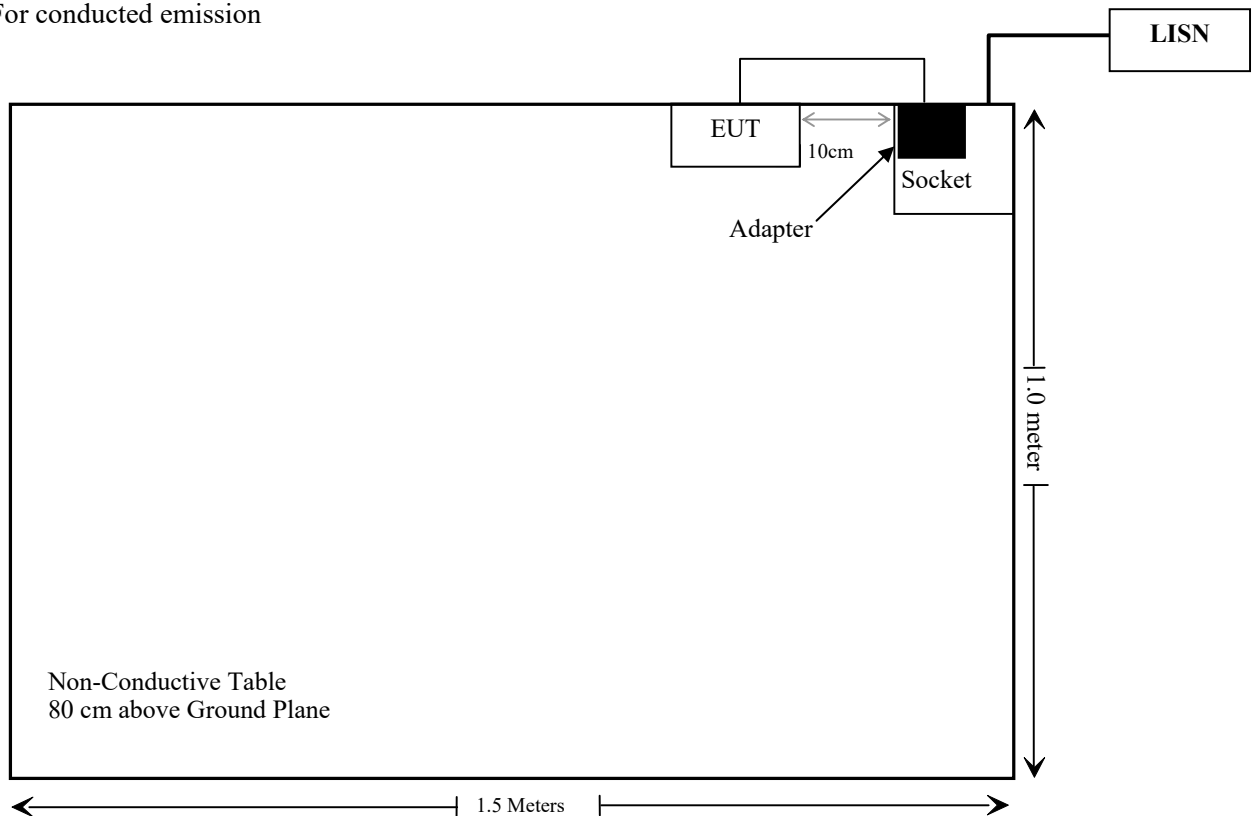 For conducted emission
LISN
EUT
10cm
Socket
Adapter
1.0 meter
Non-Conductive Table
80 cm above Ground Plane
1.5 Meters